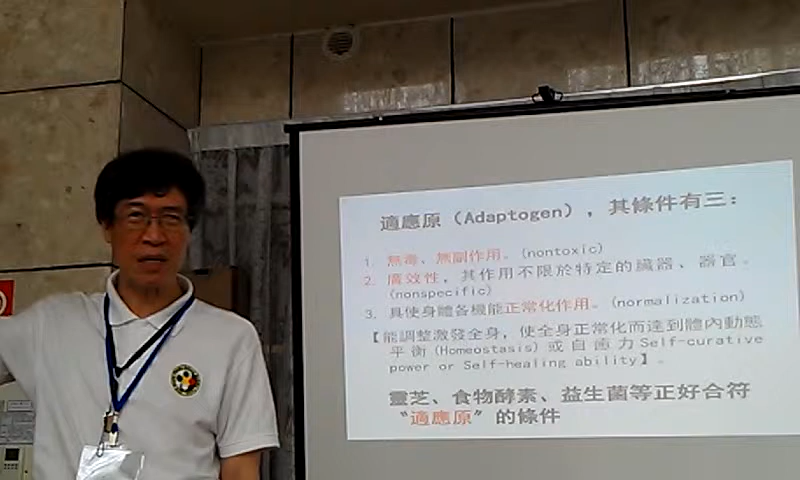 適應原（Adaptogen），其條件有三：
1. 無毒、無副作用。(nontoxic)
2. 廣效性，其作用不限於特定的臟器、器官。
(nonspecific)
3. 具使身體各機能正常化作用。(normalization)
【能調整激發全身，使全身正常化而達到體內動態
平衡(Homeostasis)或自癒力Self-curative
power or Self-healing ability】。
靈芝、食物酵素、益生菌等正好合符
“適應原”的條件